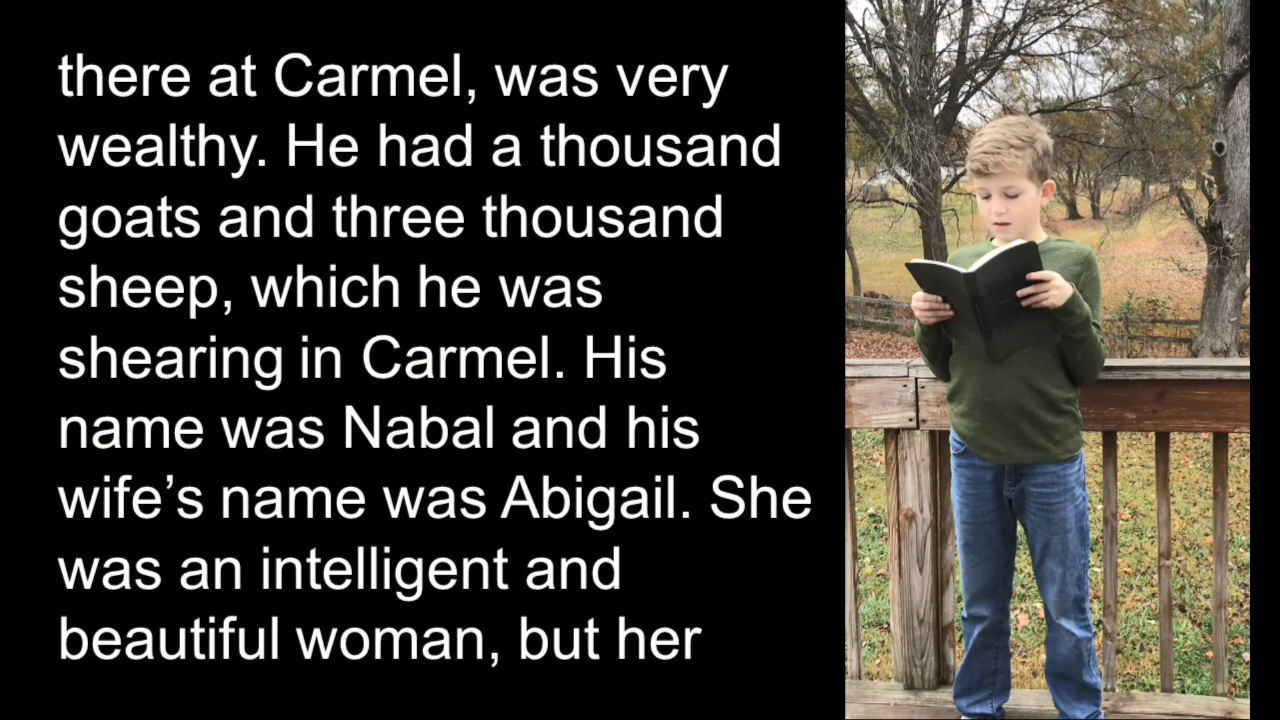 there at Carmel, was very
wealthy. He had a thousand
goats and three thousand
sheep, which he was
shearing in Carmel. His
name was Nabal and his
wife’s name was Abigail. She
was an intelligent and
beautiful woman, but her